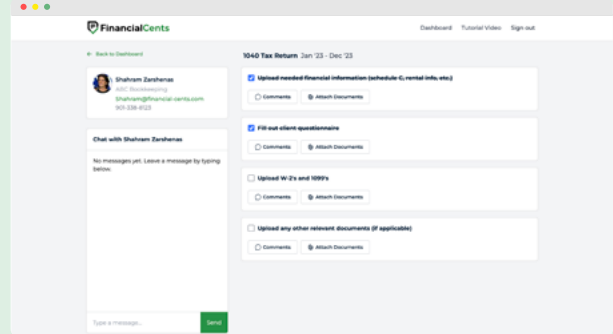 FinancialCents
Dashboard Tutorial Video Sign out
← Back to Dashboard
Shahram Zarshenas
ABC Bookkeeping
Shahram@financial-cents.com
901-238-6123
Chat with Shahram Zarshenas
No messages yet. Leave a message by typing
below.
Type a message...
Send
1040 Tax Return Jan '23 - Dec '23
Upload needed financial information (schedule C, rental info, etc.)
Comments Attach Documents
Fill out client questionnaire
Comments Attach Documents
Upload W-2's and 1099's
Comments Attach Documents
Upload any other relevant documents (if applicable)
Comments Attach Documents